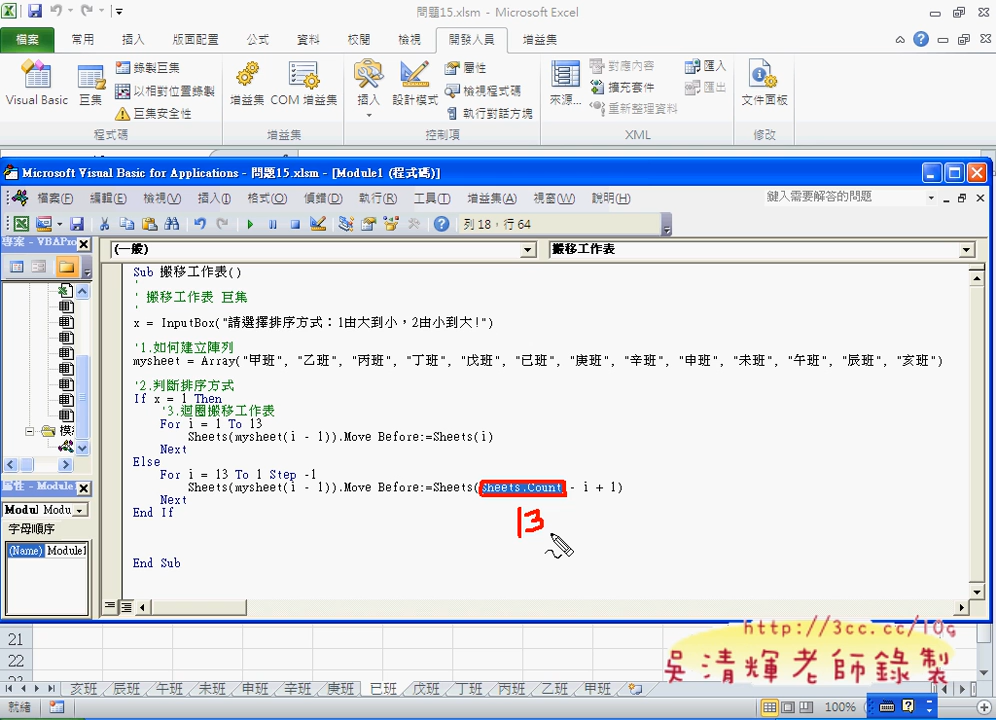 問題15.xlsm - Microsoft Excel
檔案 常用 插入 版面配置 公式 資料 校閱 檢視 開發人員 增益集
Visual Basic 巨集 錄製巨集 以相對位置錄製 巨集安全性 程式碼
增益集 COM 增益集 增益集
插入 設計模式 屬性 檢視程式碼 執行對話方塊 控制項
來源... 對應內容 擴充套件 重新整理資料 匯入 匯出 XML
文件面板 修改
Microsoft Visual Basic for Applications - 問題15.xlsm - [Module1 (程式碼)]
檔案(F) 編輯(E) 檢視(V) 插入(I) 格式(O) 偵錯(D) 執行(R) 工具(T) 增益集(A) 視窗(W) 說明(H) 鍵入需要解答的問題
列 18，行 64
專案 - VBAPro
(一般) 搬移工作表
Sub 搬移工作表()
'
' 搬移工作表 巨集
'
x = InputBox("請選擇排序方式：1由大到小，2由小到大!")
'1.如何建立陣列
mysheet = Array("甲班", "乙班", "丙班", "丁班", "戊班", "已班", "庚班", "辛班", "申班", "未班", "午班", "辰班", "亥班")
'2.判斷排序方式
If x = 1 Then
'3.迴圈搬移工作表
For i = 1 To 13
Sheets(mysheet(i - 1)).Move Before:=Sheets(i)
Next
Else
For i = 13 To 1 Step -1
Sheets(mysheet(i - 1)).Move Before:=Sheets(Sheets.Count - i + 1)
Next
End If
13
End Sub
屬性 - Module
Modul Modu
字母順序
(Name) Module1
21
22
http://3cc.cc/10g
吳清輝老師錄製
亥班 辰班 午班 未班 申班 辛班 庚班 已班 戊班 丁班 丙班 乙班 甲班
就緒 100%